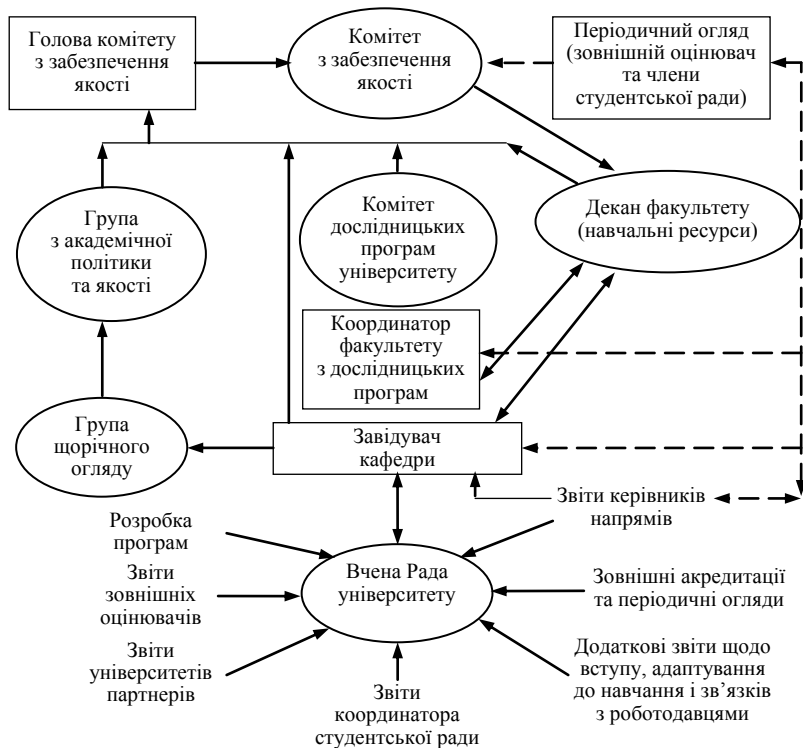 Голова комітету
з забезпечення
якості
Комітет
з забезпечення
якості
Періодичний огляд
(зовнішній оцінювач
та члени
студентської ради)
Група
з академічної
політики
та якості
Комітет
дослідницьких
програм
університету
Декан факультету
(навчальні ресурси)
Координатор
факультету
з дослідницьких
програм
Група
щорічного
огляду
Завідувач
кафедри
Звіти керівників
напрямів
Розробка
програм
Звіти
зовнішніх
оцінювачів
Звіти
університетів
партнерів
Вчена Рада
університету
Зовнішні акредитації
та періодичні огляди
Додаткові звіти щодо
вступу, адаптування
до навчання і зв’язків
з роботодавцями
Звіти
координатора
студентської ради